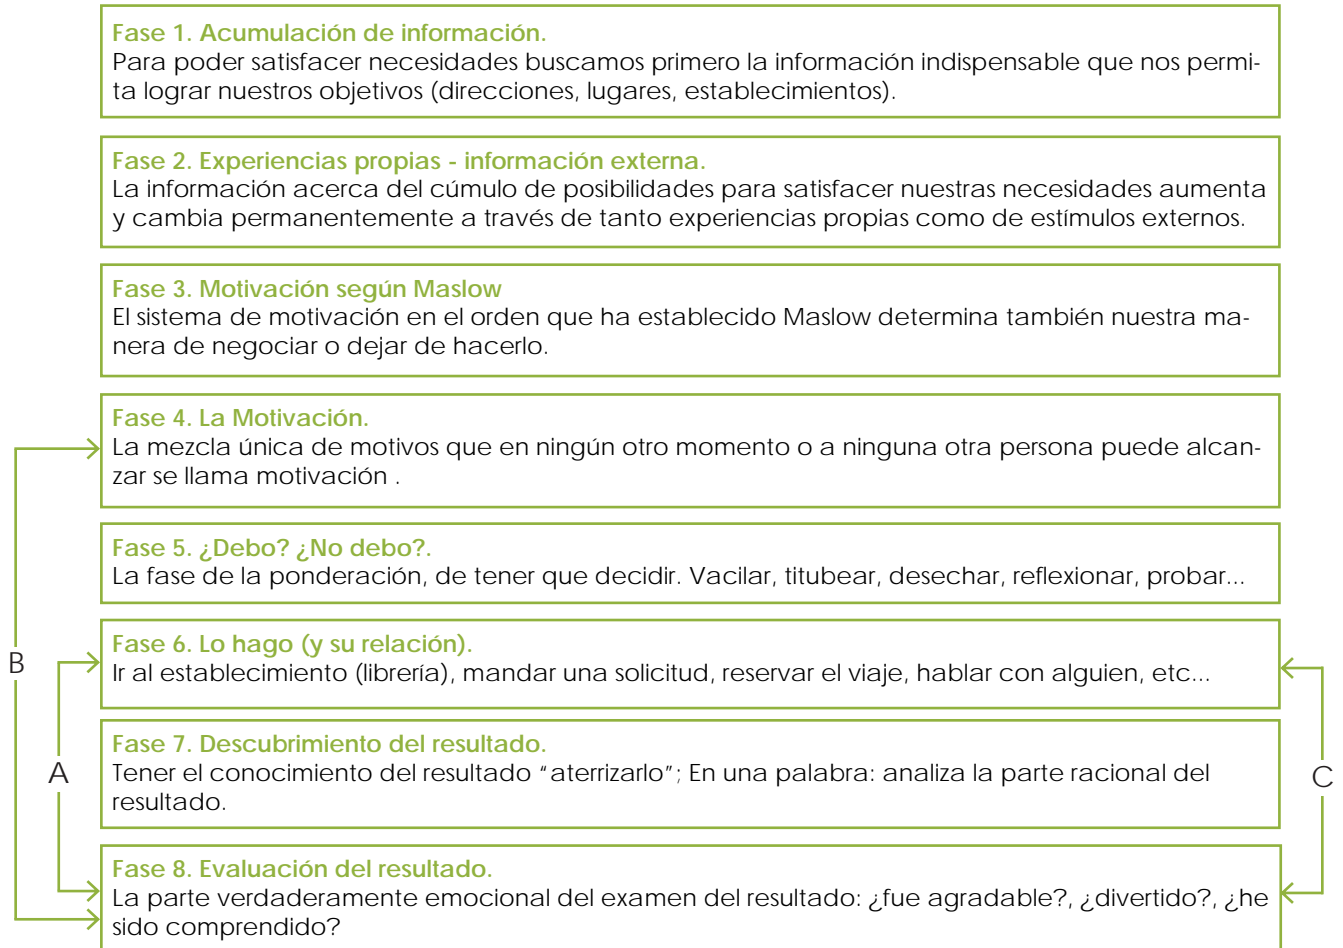 Fase 1. Acumulación de información.
Para poder satisfacer necesidades buscamos primero la información indispensable que nos permi-
ta lograr nuestros objetivos (direcciones, lugares, establecimientos).
Fase 2. Experiencias propias - información externa.
La información acerca del cúmulo de posibilidades para satisfacer nuestras necesidades aumenta
y cambia permanentemente a través de tanto experiencias propias como de estímulos externos.
Fase 3. Motivación según Maslow
El sistema de motivación en el orden que ha establecido Maslow determina también nuestra ma-
nera de negociar o dejar de hacerlo.
Fase 4. La Motivación.
La mezcla única de motivos que en ningún otro momento o a ninguna otra persona puede alcan-
zar se llama motivación .
Fase 5. ¿Debo? ¿No debo?.
La fase de la ponderación, de tener que decidir. Vacilar, titubear, desechar, reflexionar, probar...
Fase 6. Lo hago (y su relación).
Ir al establecimiento (librería), mandar una solicitud, reservar el viaje, hablar con alguien, etc...
B
Fase 7. Descubrimiento del resultado.
Tener el conocimiento del resultado “aterrizarlo”; En una palabra: analiza la parte racional del
resultado.
A
C
Fase 8. Evaluación del resultado.
La parte verdaderamente emocional del examen del resultado: ¿fue agradable?, ¿divertido?, ¿he
sido comprendido?